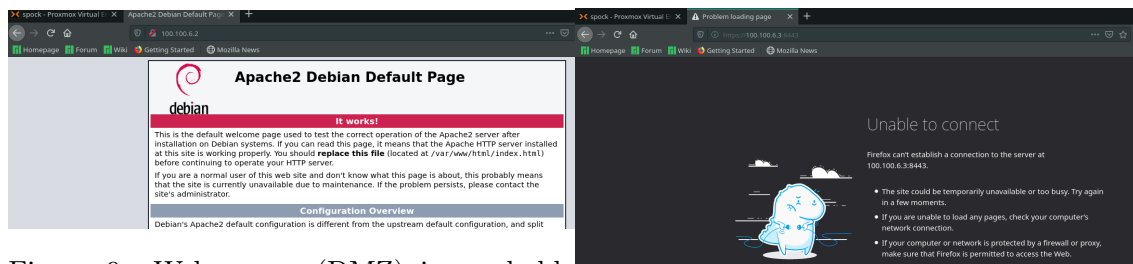 spock - Proxmox Virtual E
Apache2 Debian Default Page
100.100.6.2
Homepage Forum Wiki Getting Started Mozilla News
debian
Apache2 Debian Default Page
It works!
This is the default welcome page used to test the correct operation of the Apache2 server after
installation on Debian systems. If you can read this page, it means that the Apache HTTP server installed
at this site is working properly. You should replace this file (located at /var/www/html/index.html)
before continuing to operate your HTTP server.
If you are a normal user of this web site and don't know what this page is about, this probably means
that the site is currently unavailable due to maintenance. If the problem persists, please contact the
site's administrator.
Configuration Overview
Debian's Apache2 default configuration is different from the upstream default configuration, and split
spock - Proxmox Virtual E
Problem loading page
https://100.100.6.3:8443
Homepage Forum Wiki Getting Started Mozilla News
Unable to connect
Firefox can't establish a connection to the server at
100.100.6.3:8443.
The site could be temporarily unavailable or too busy. Try again
in a few moments.
If you are unable to load any pages, check your computer's
network connection.
If your computer or network is protected by a firewall or proxy,
make sure that Firefox is permitted to access the Web.
(DMZ)